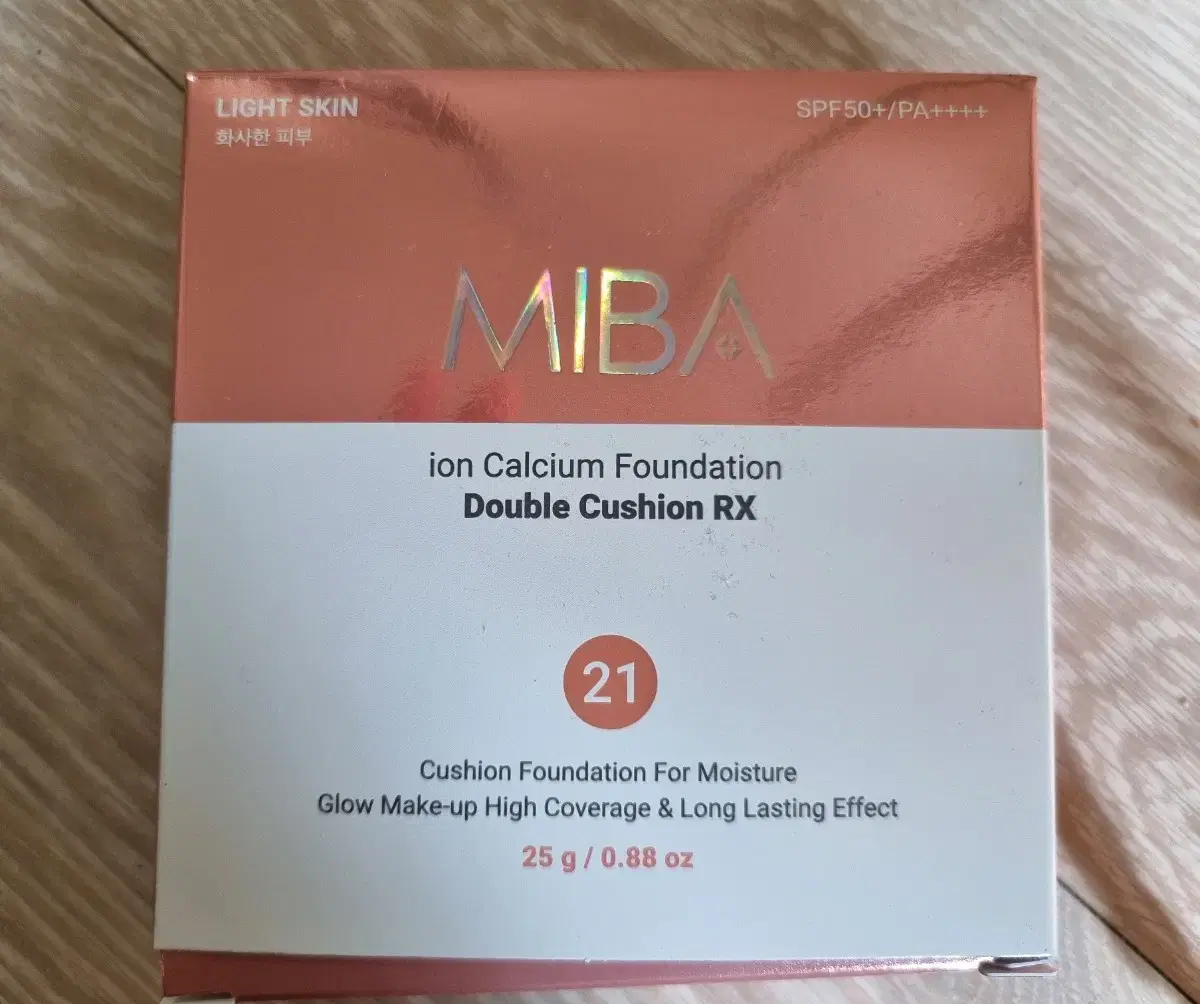 LIGHT SKIN
화사한 피부
SPF50+/PA++++
MIBA
ion Calcium Foundation
Double Cushion RX
21
Cushion Foundation For Moisture
Glow Make-up High Coverage & Long Lasting Effect
25 g / 0.88 oz